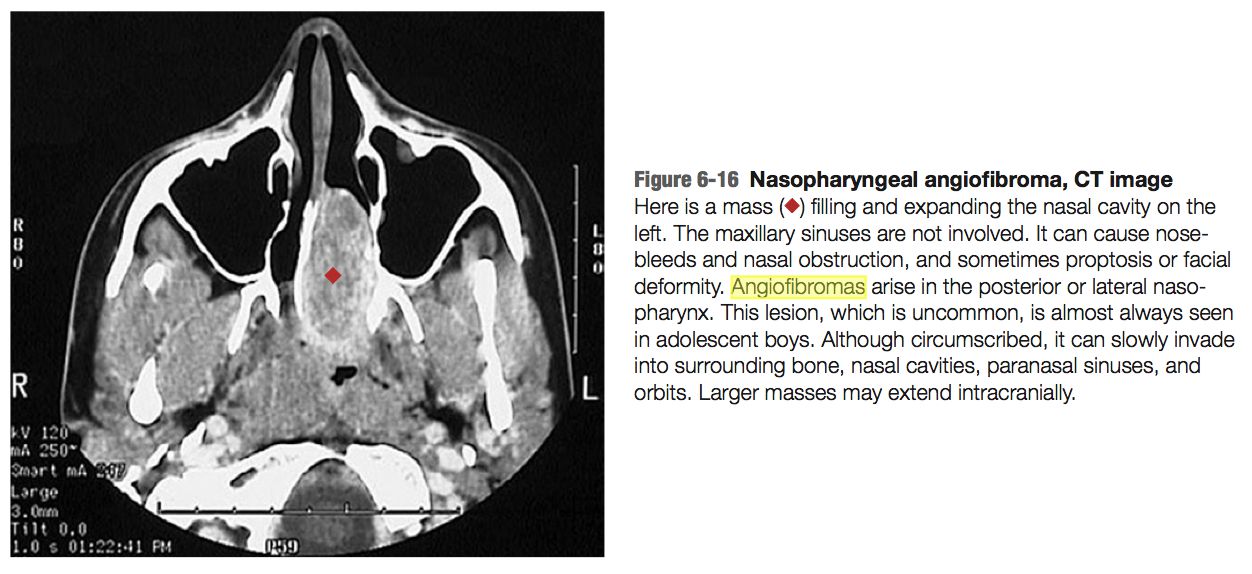 R
8
0
L
8
0
R
L
kV 120
mA 250~
Smart mA
Large
3.0mm
Tilt 0.0
1.0 s 01:22:41 PM
Figure 6-16 Nasopharyngeal angiofibroma, CT image
Here is a mass (◆) filling and expanding the nasal cavity on the
left. The maxillary sinuses are not involved. It can cause nose-
bleeds and nasal obstruction, and sometimes proptosis or facial
deformity. Angiofibromas arise in the posterior or lateral naso-
pharynx. This lesion, which is uncommon, is almost always seen
in adolescent boys. Although circumscribed, it can slowly invade
into surrounding bone, nasal cavities, paranasal sinuses, and
orbits. Larger masses may extend intracranially.